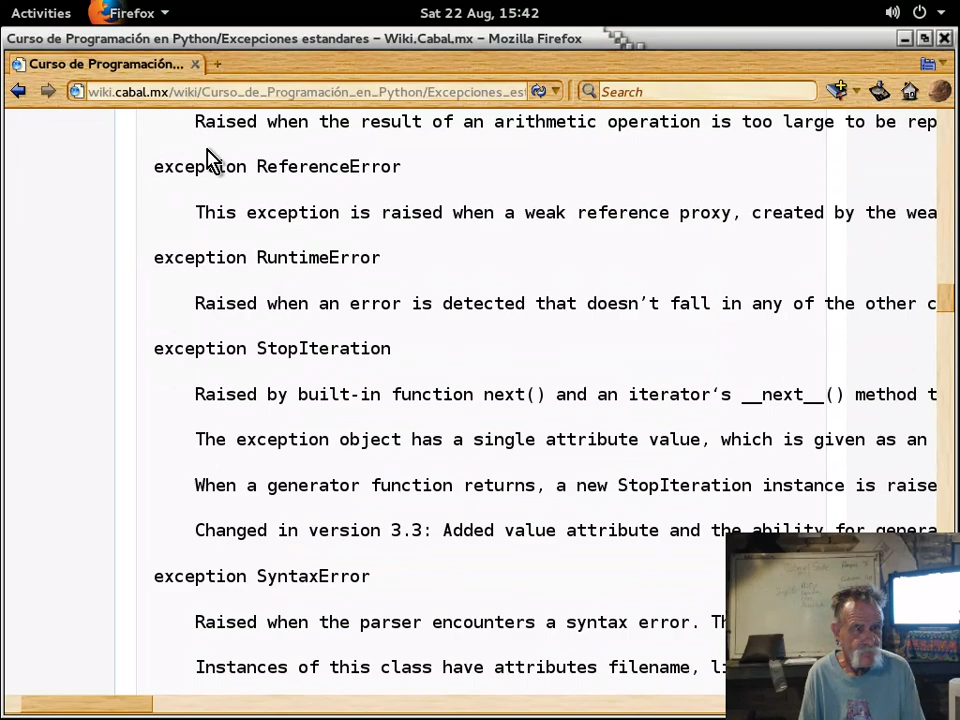 Activities Firefox Sat 22 Aug, 15:42
Curso de Programación en Python/Excepciones estandares – Wiki.Cabal.mx – Mozilla Firefox
Curso de Programación...
wiki.cabal.mx/wiki/Curso_de_Programación_en_Python/Excepciones_est Search
Raised when the result of an arithmetic operation is too large to be rep
exception ReferenceError
This exception is raised when a weak reference proxy, created by the wea
exception RuntimeError
Raised when an error is detected that doesn’t fall in any of the other c
exception StopIteration
Raised by built-in function next() and an iterator‘s __next__() method t
The exception object has a single attribute value, which is given as an
When a generator function returns, a new StopIteration instance is raise
Changed in version 3.3: Added value attribute and the ability for genera
exception SyntaxError
Raised when the parser encounters a syntax error. Th
Instances of this class have attributes filename, li